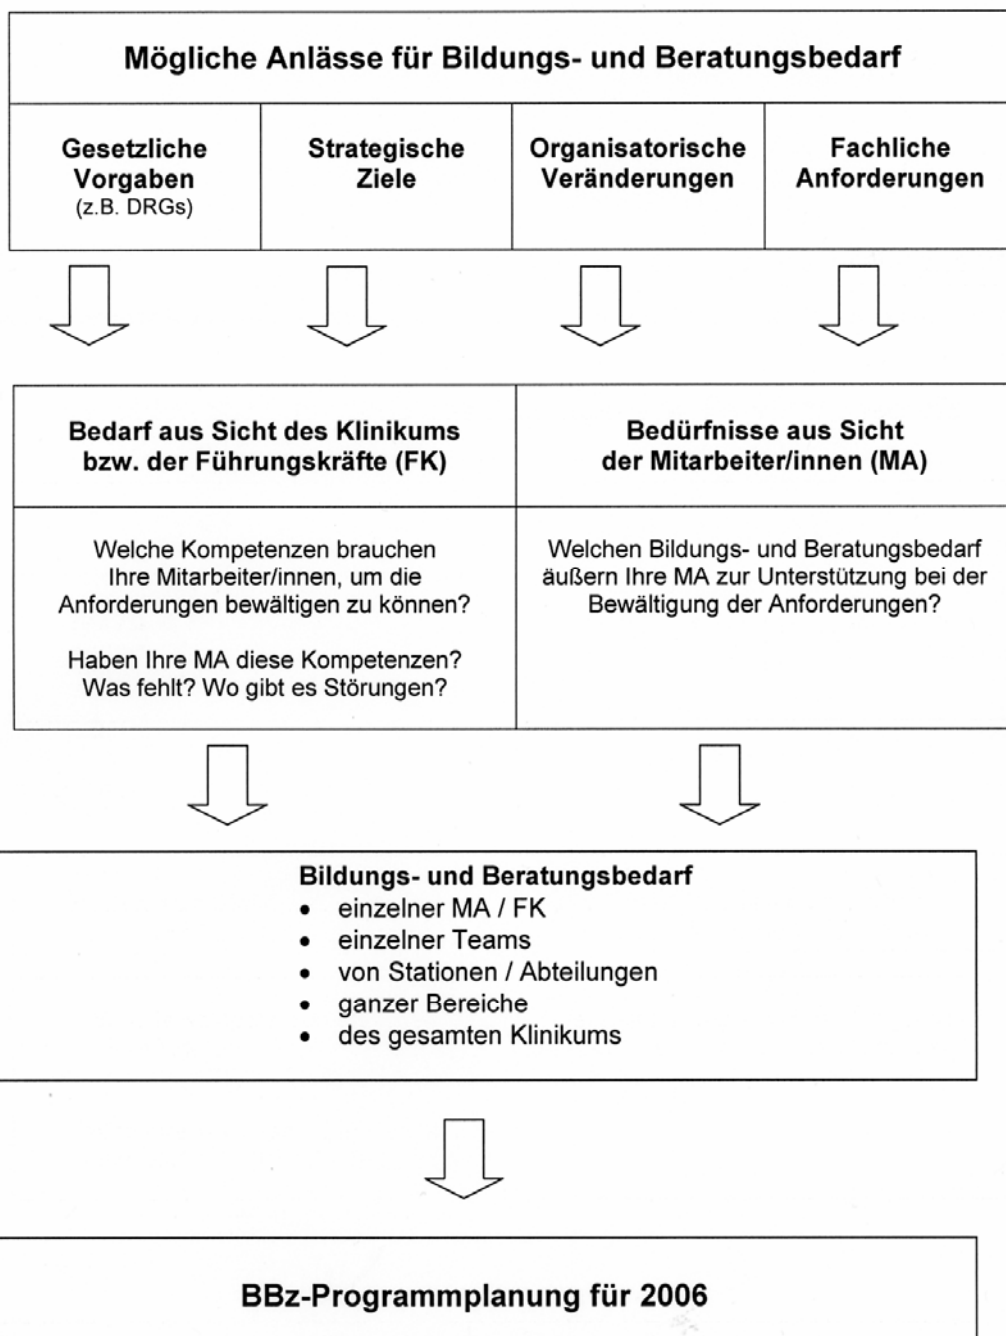 Mögliche Anlässe für Bildungs- und Beratungsbedarf
Gesetzliche
Vorgaben
(z.B. DRGs)
Strategische
Ziele
Organisatorische
Veränderungen
Fachliche
Anforderungen
Bedarf aus Sicht des Klinikums
bzw. der Führungskräfte (FK)
Bedürfnisse aus Sicht
der Mitarbeiter/innen (MA)
Welche Kompetenzen brauchen
Ihre Mitarbeiter/innen, um die
Anforderungen bewältigen zu können?
Haben Ihre MA diese Kompetenzen?
Was fehlt? Wo gibt es Störungen?
Welchen Bildungs- und Beratungsbedarf
äußern Ihre MA zur Unterstützung bei der
Bewältigung der Anforderungen?
Bildungs- und Beratungsbedarf
• einzelner MA / FK
• einzelner Teams
• von Stationen / Abteilungen
• ganzer Bereiche
• des gesamten Klinikums
BBz-Programmplanung für 2006